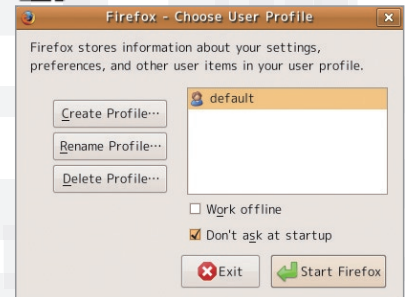 Firefox - Choose User Profile
Firefox stores information about your settings,
preferences, and other user items in your user profile.
Create Profile...
Rename Profile...
Delete Profile...
default
Work offline
Don't ask at startup
Exit
Start Firefox